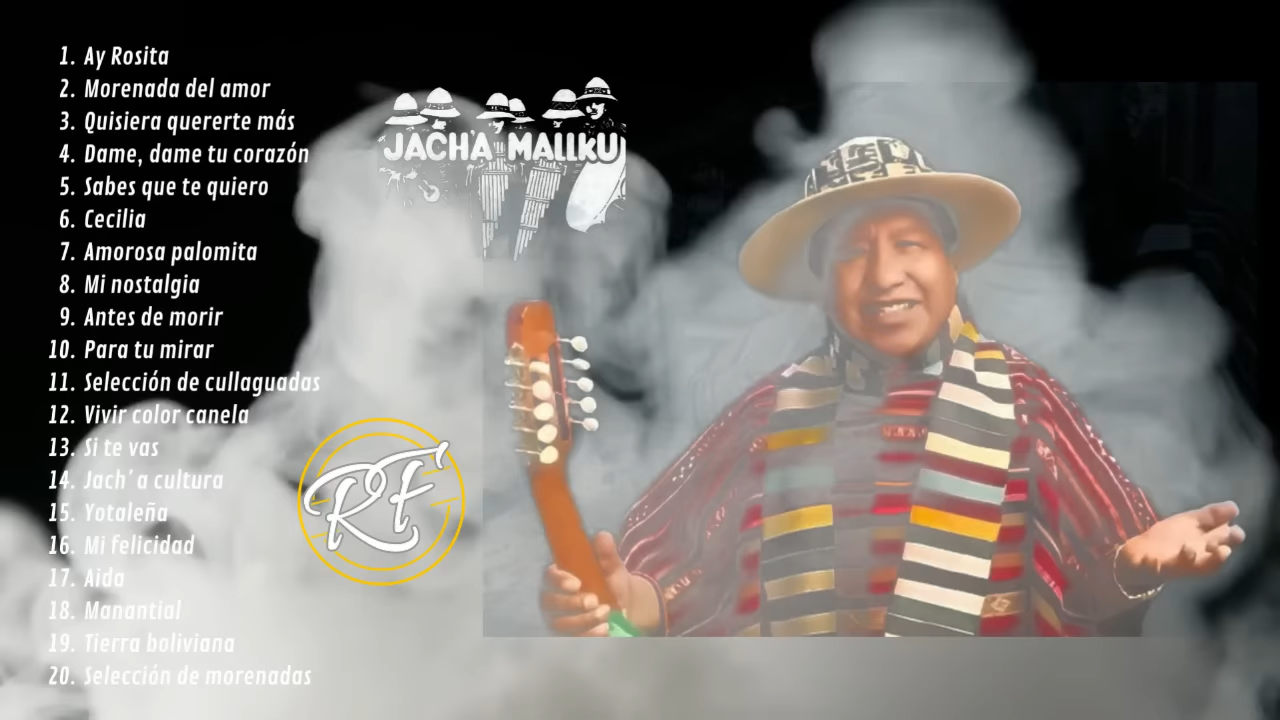 1. Ay Rosita
2. Morenada del amor
3. Quisiera quererte más
4. Dame, dame tu corazón
5. Sabes que te quiero
6. Cecilia
7. Amorosa palomita
8. Mi nostalgia
9. Antes de morir
10. Para tu mirar
11. Selección de cullaguadas
12. Vivir color canela
13. Si te vas
14. Jach´a cultura
15. Yotaleña
16. Mi felicidad
17. Aida
18. Manantial
19. Tierra boliviana
20. Selección de morenadas
JACH'A MALLKU
RF